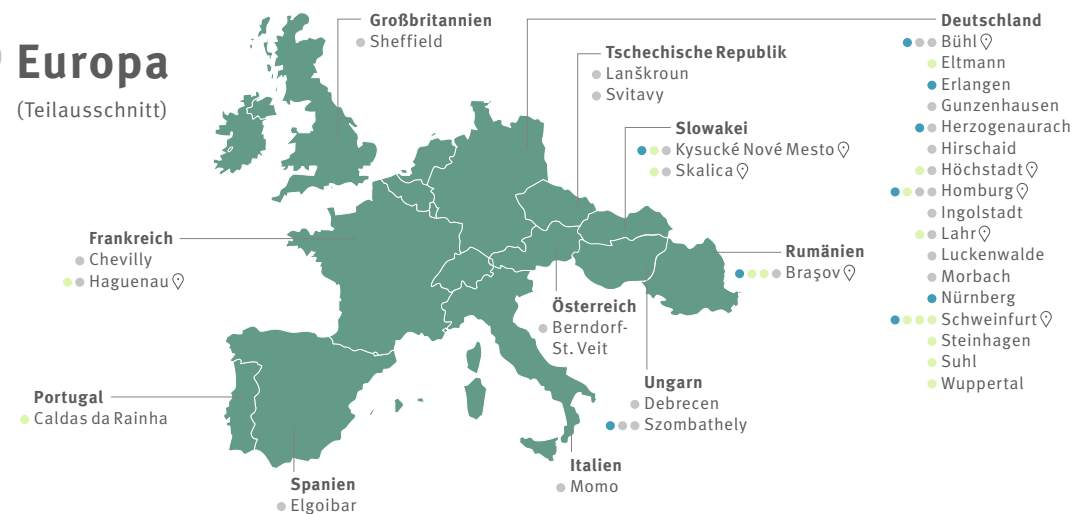 Europa
(Teilausschnitt)
Großbritannien
Sheffield
Tschechische Republik
Lanškroun
Svitavy
Slowakei
Kysucké Nové Mesto
Skalica
Deutschland
Bühl
Eltmann
Erlangen
Gunzenhausen
Herzogenaurach
Hirschaid
Höchstadt
Homburg
Ingolstadt
Lahr
Luckenwalde
Morbach
Nürnberg
Schweinfurt
Steinhagen
Suhl
Wuppertal
Frankreich
Chevilly
Haguenau
Rumänien
Braşov
Österreich
Berndorf-
St. Veit
Ungarn
Debrecen
Szombathely
Portugal
Caldas da Rainha
Italien
Momo
Spanien
Elgoibar